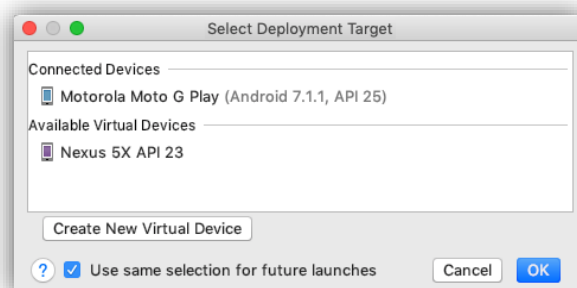 Select Deployment Target
Connected Devices
Motorola Moto G Play (Android 7.1.1, API 25)
Available Virtual Devices
Nexus 5X API 23
Create New Virtual Device
? Use same selection for future launches Cancel OK